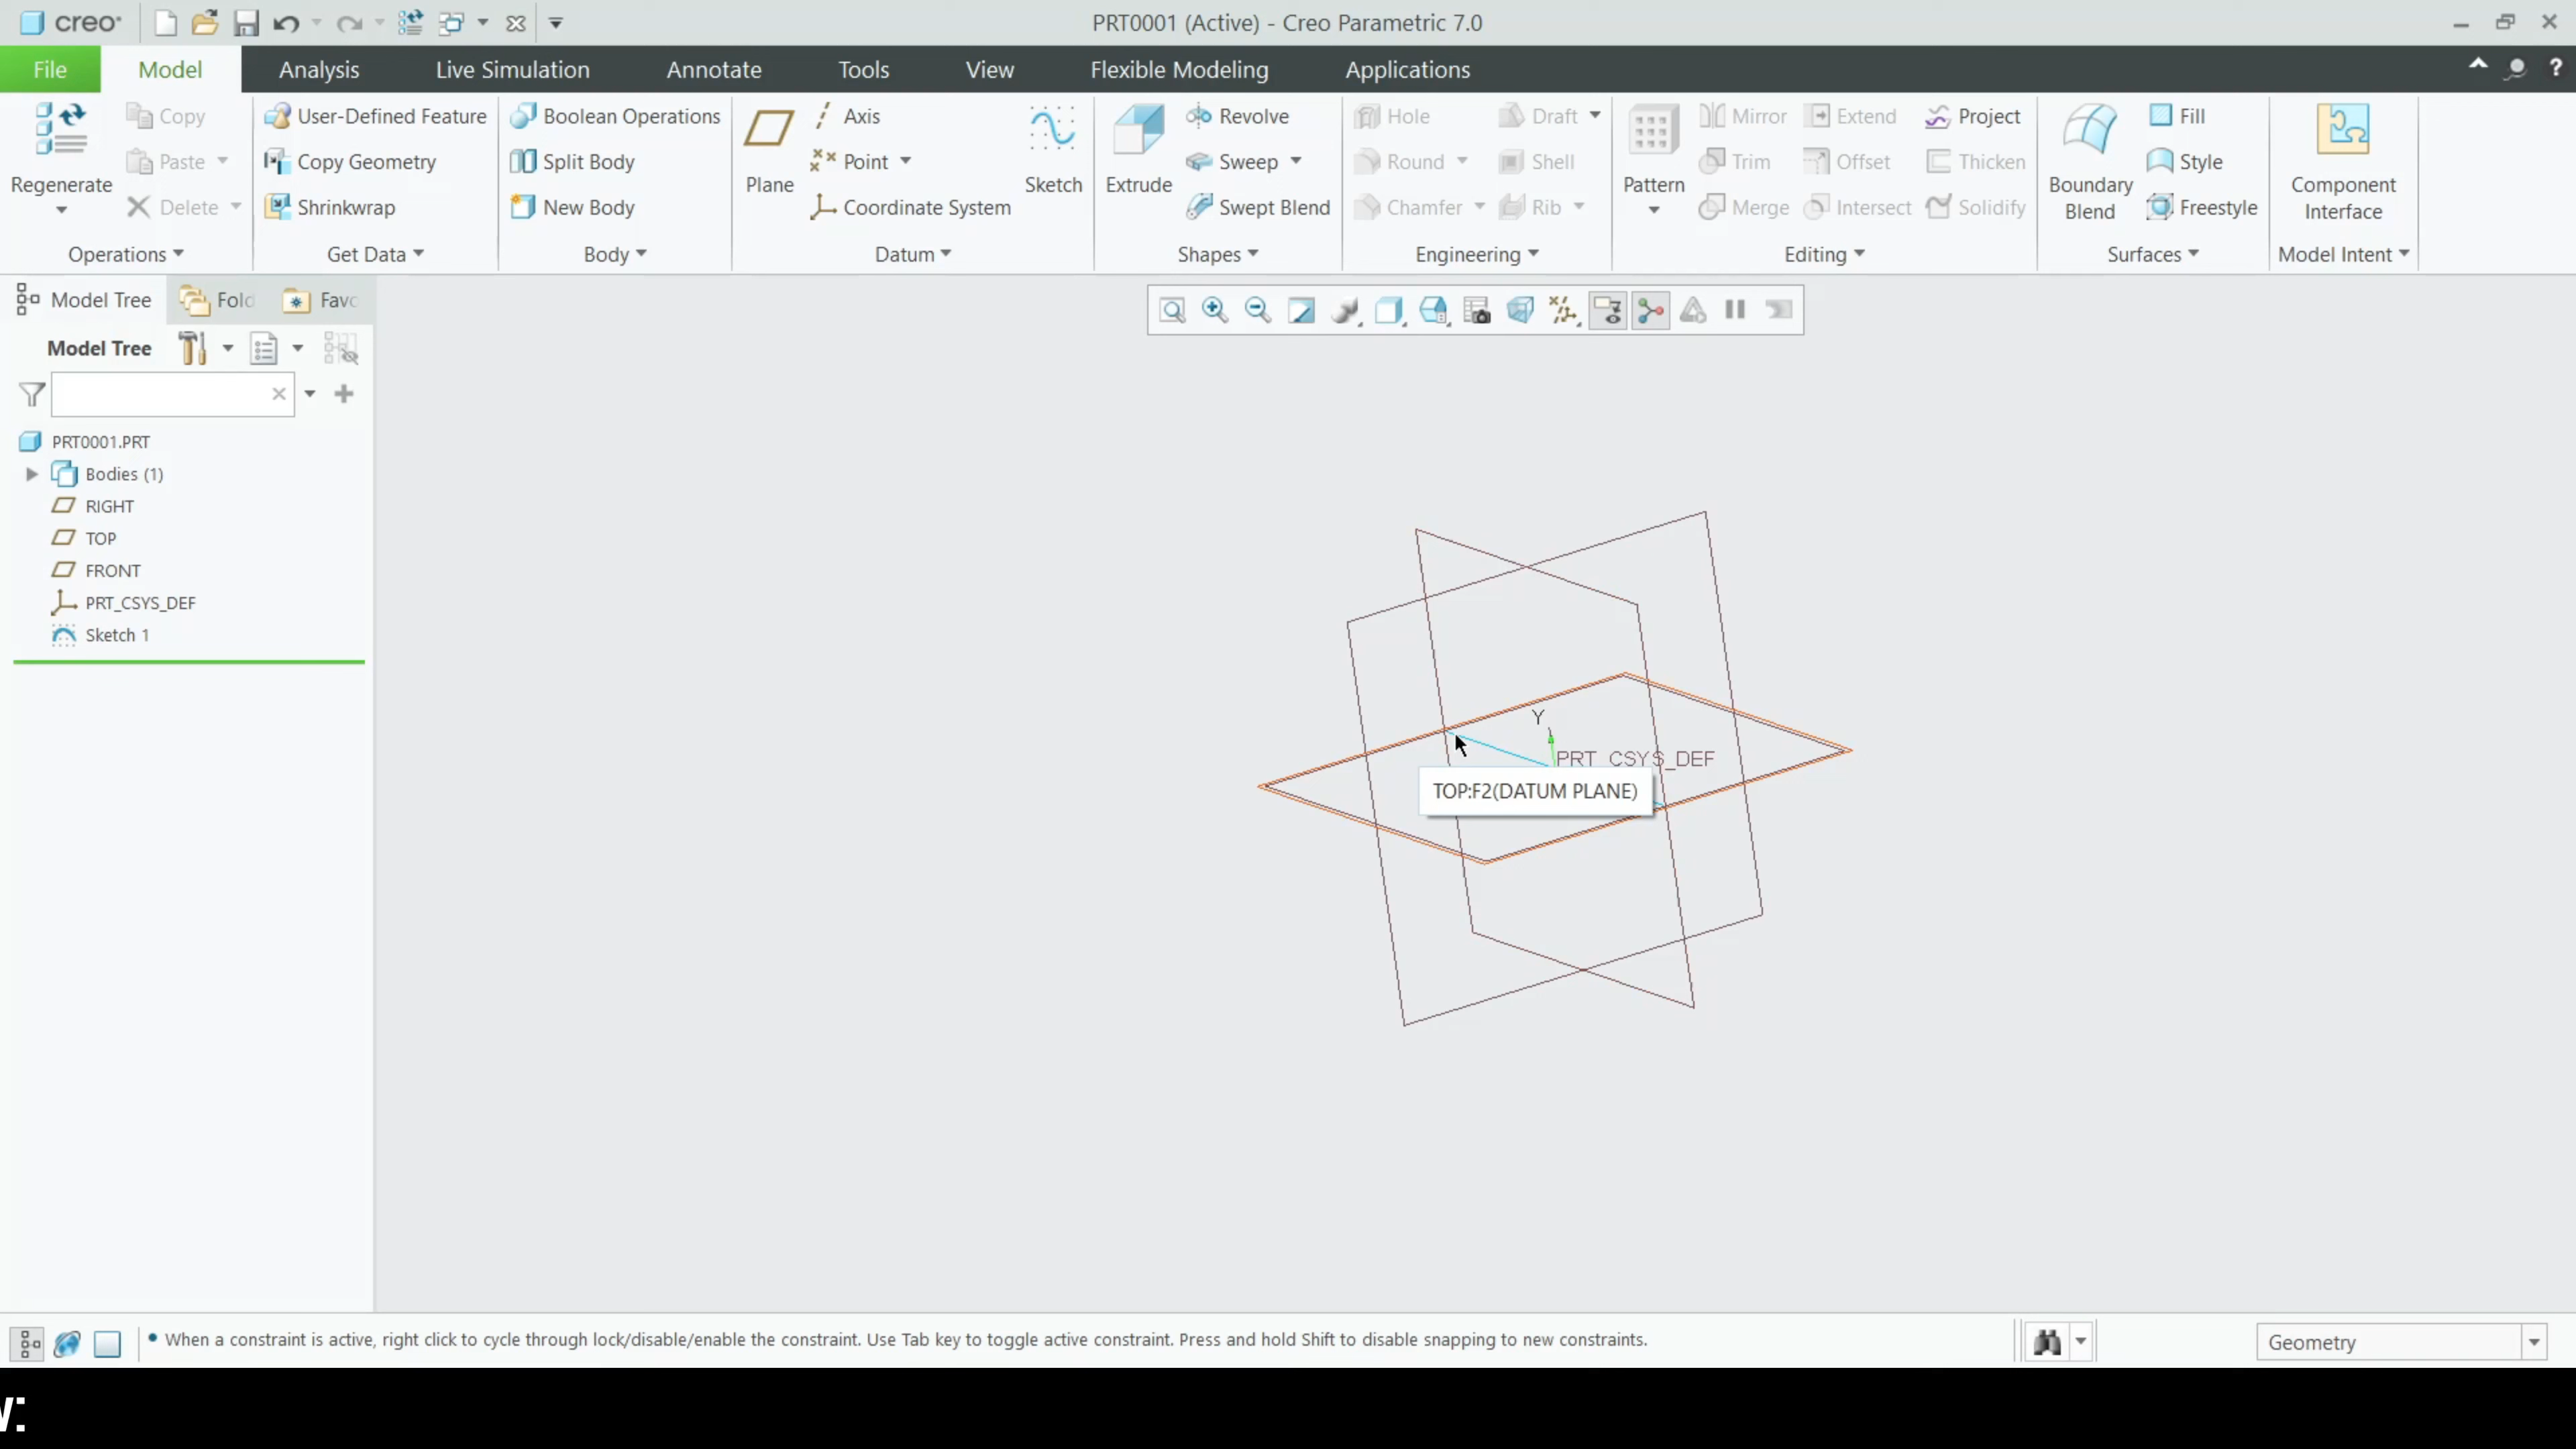 creo
PRT0001 (Active) - Creo Parametric 7.0
File
Model
Analysis
Live Simulation
Annotate
Tools
View
Flexible Modeling
Applications
Regenerate
Copy
Paste
Delete
Operations
User-Defined Feature
Copy Geometry
Shrinkwrap
Get Data
Boolean Operations
Split Body
New Body
Body
Plane
Axis
Point
Coordinate System
Sketch
Datum
Extrude
Revolve
Sweep
Swept Blend
Shapes
Hole
Round
Chamfer
Draft
Shell
Rib
Engineering
Pattern
Mirror
Trim
Merge
Extend
Offset
Intersect
Project
Thicken
Solidify
Editing
Boundary
Blend
Fill
Style
Freestyle
Surfaces
Component
Interface
Model Intent
Model Tree
Fold
Favo
Model Tree
PRT0001.PRT
Bodies (1)
RIGHT
TOP
FRONT
PRT_CSYS_DEF
Sketch 1
Y
PRT_CSYS_DEF
TOP:F2(DATUM PLANE)
When a constraint is active, right click to cycle through lock/disable/enable the constraint. Use Tab key to toggle active constraint. Press and hold Shift to disable snapping to new constraints.
Geometry